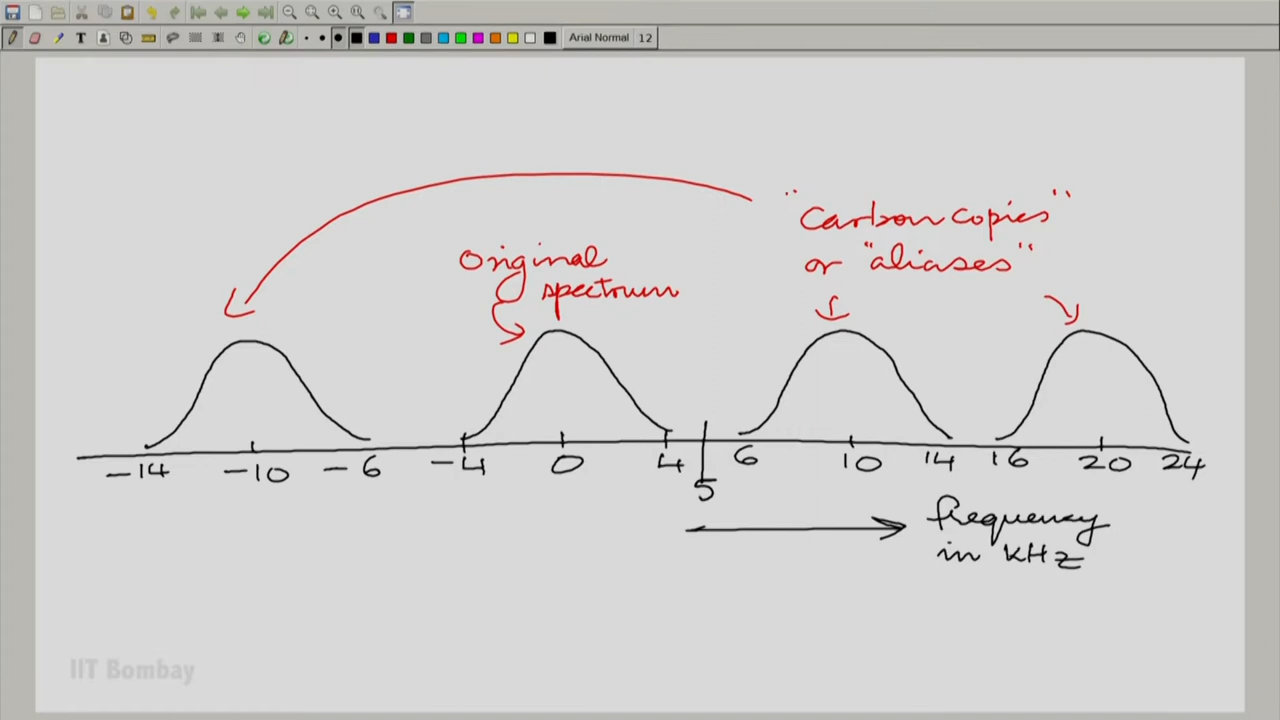 Arial Normal 12
"Carbon copies"
or "aliases"
Original
spectrum
-14 -10 -6 -4 0 4 5 6 10 14 16 20 24
frequency
in kHz
IIT Bombay